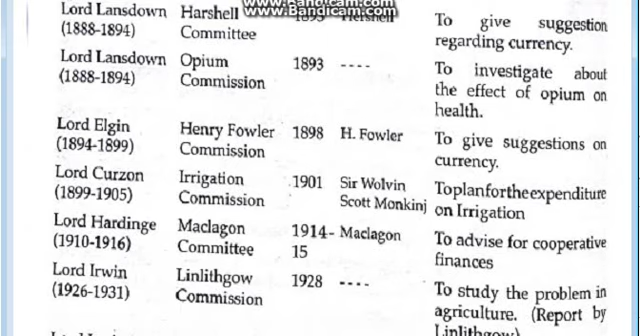 www.Bandicam.com
Lord Lansdown Harshell 1893 Hershell To give suggestion
(1888-1894) Committee regarding currency.
Lord Lansdown Opium 1893 ---- To investigate about
(1888-1894) Commission the effect of opium on
health.
Lord Elgin Henry Fowler 1898 H. Fowler To give suggestions on
(1894-1899) Commission currency.
Lord Curzon Irrigation 1901 Sir Wolvin Toplanfortheexpenditure
(1899-1905) Commission Scott Monkinj on Irrigation
Lord Hardinge Maclagon 1914- Maclagon To advise for cooperative
(1910-1916) Committee 15 finances
Lord Irwin Linlithgow 1928 ---- To study the problem in
(1926-1931) Commission agriculture. (Report by
Linlithgow)